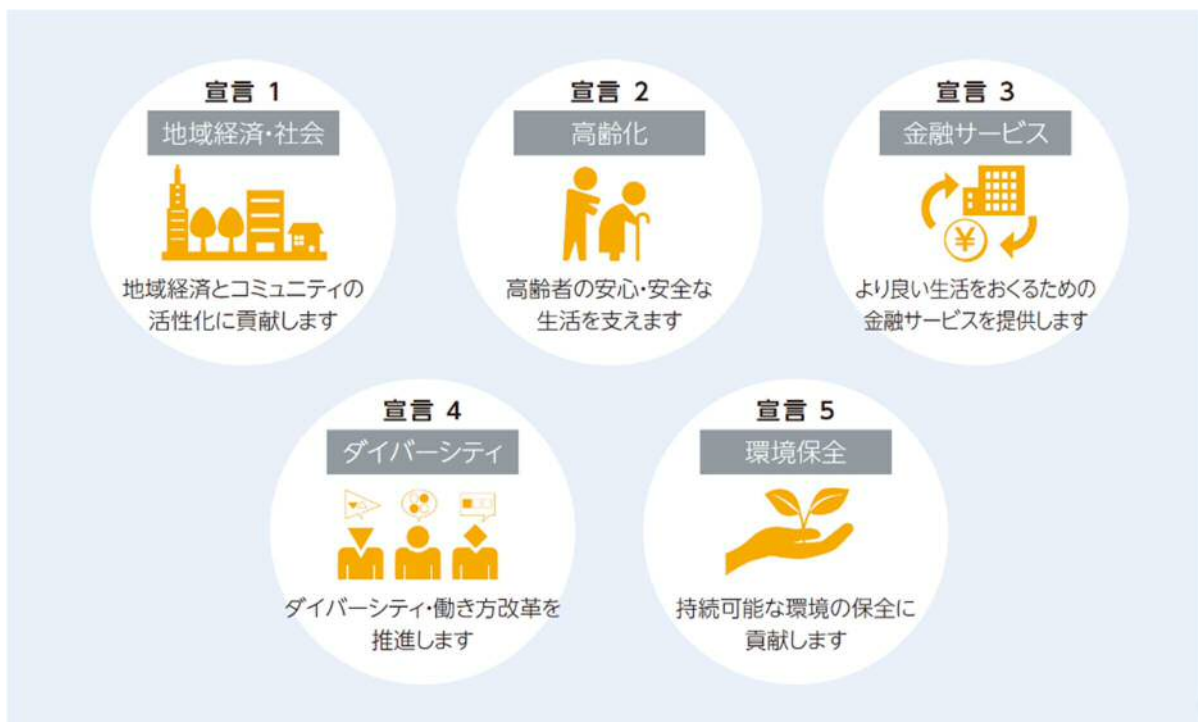 宣言 1
地域経済・社会
地域経済とコミュニティの
活性化に貢献します
宣言 2
高齢化
高齢者の安心・安全な
生活を支えます
宣言 3
金融サービス
¥
より良い生活をおくるための
金融サービスを提供します
宣言 4
ダイバーシティ
ダイバーシティ・働き方改革を
推進します
宣言 5
環境保全
持続可能な環境の保全に
貢献します